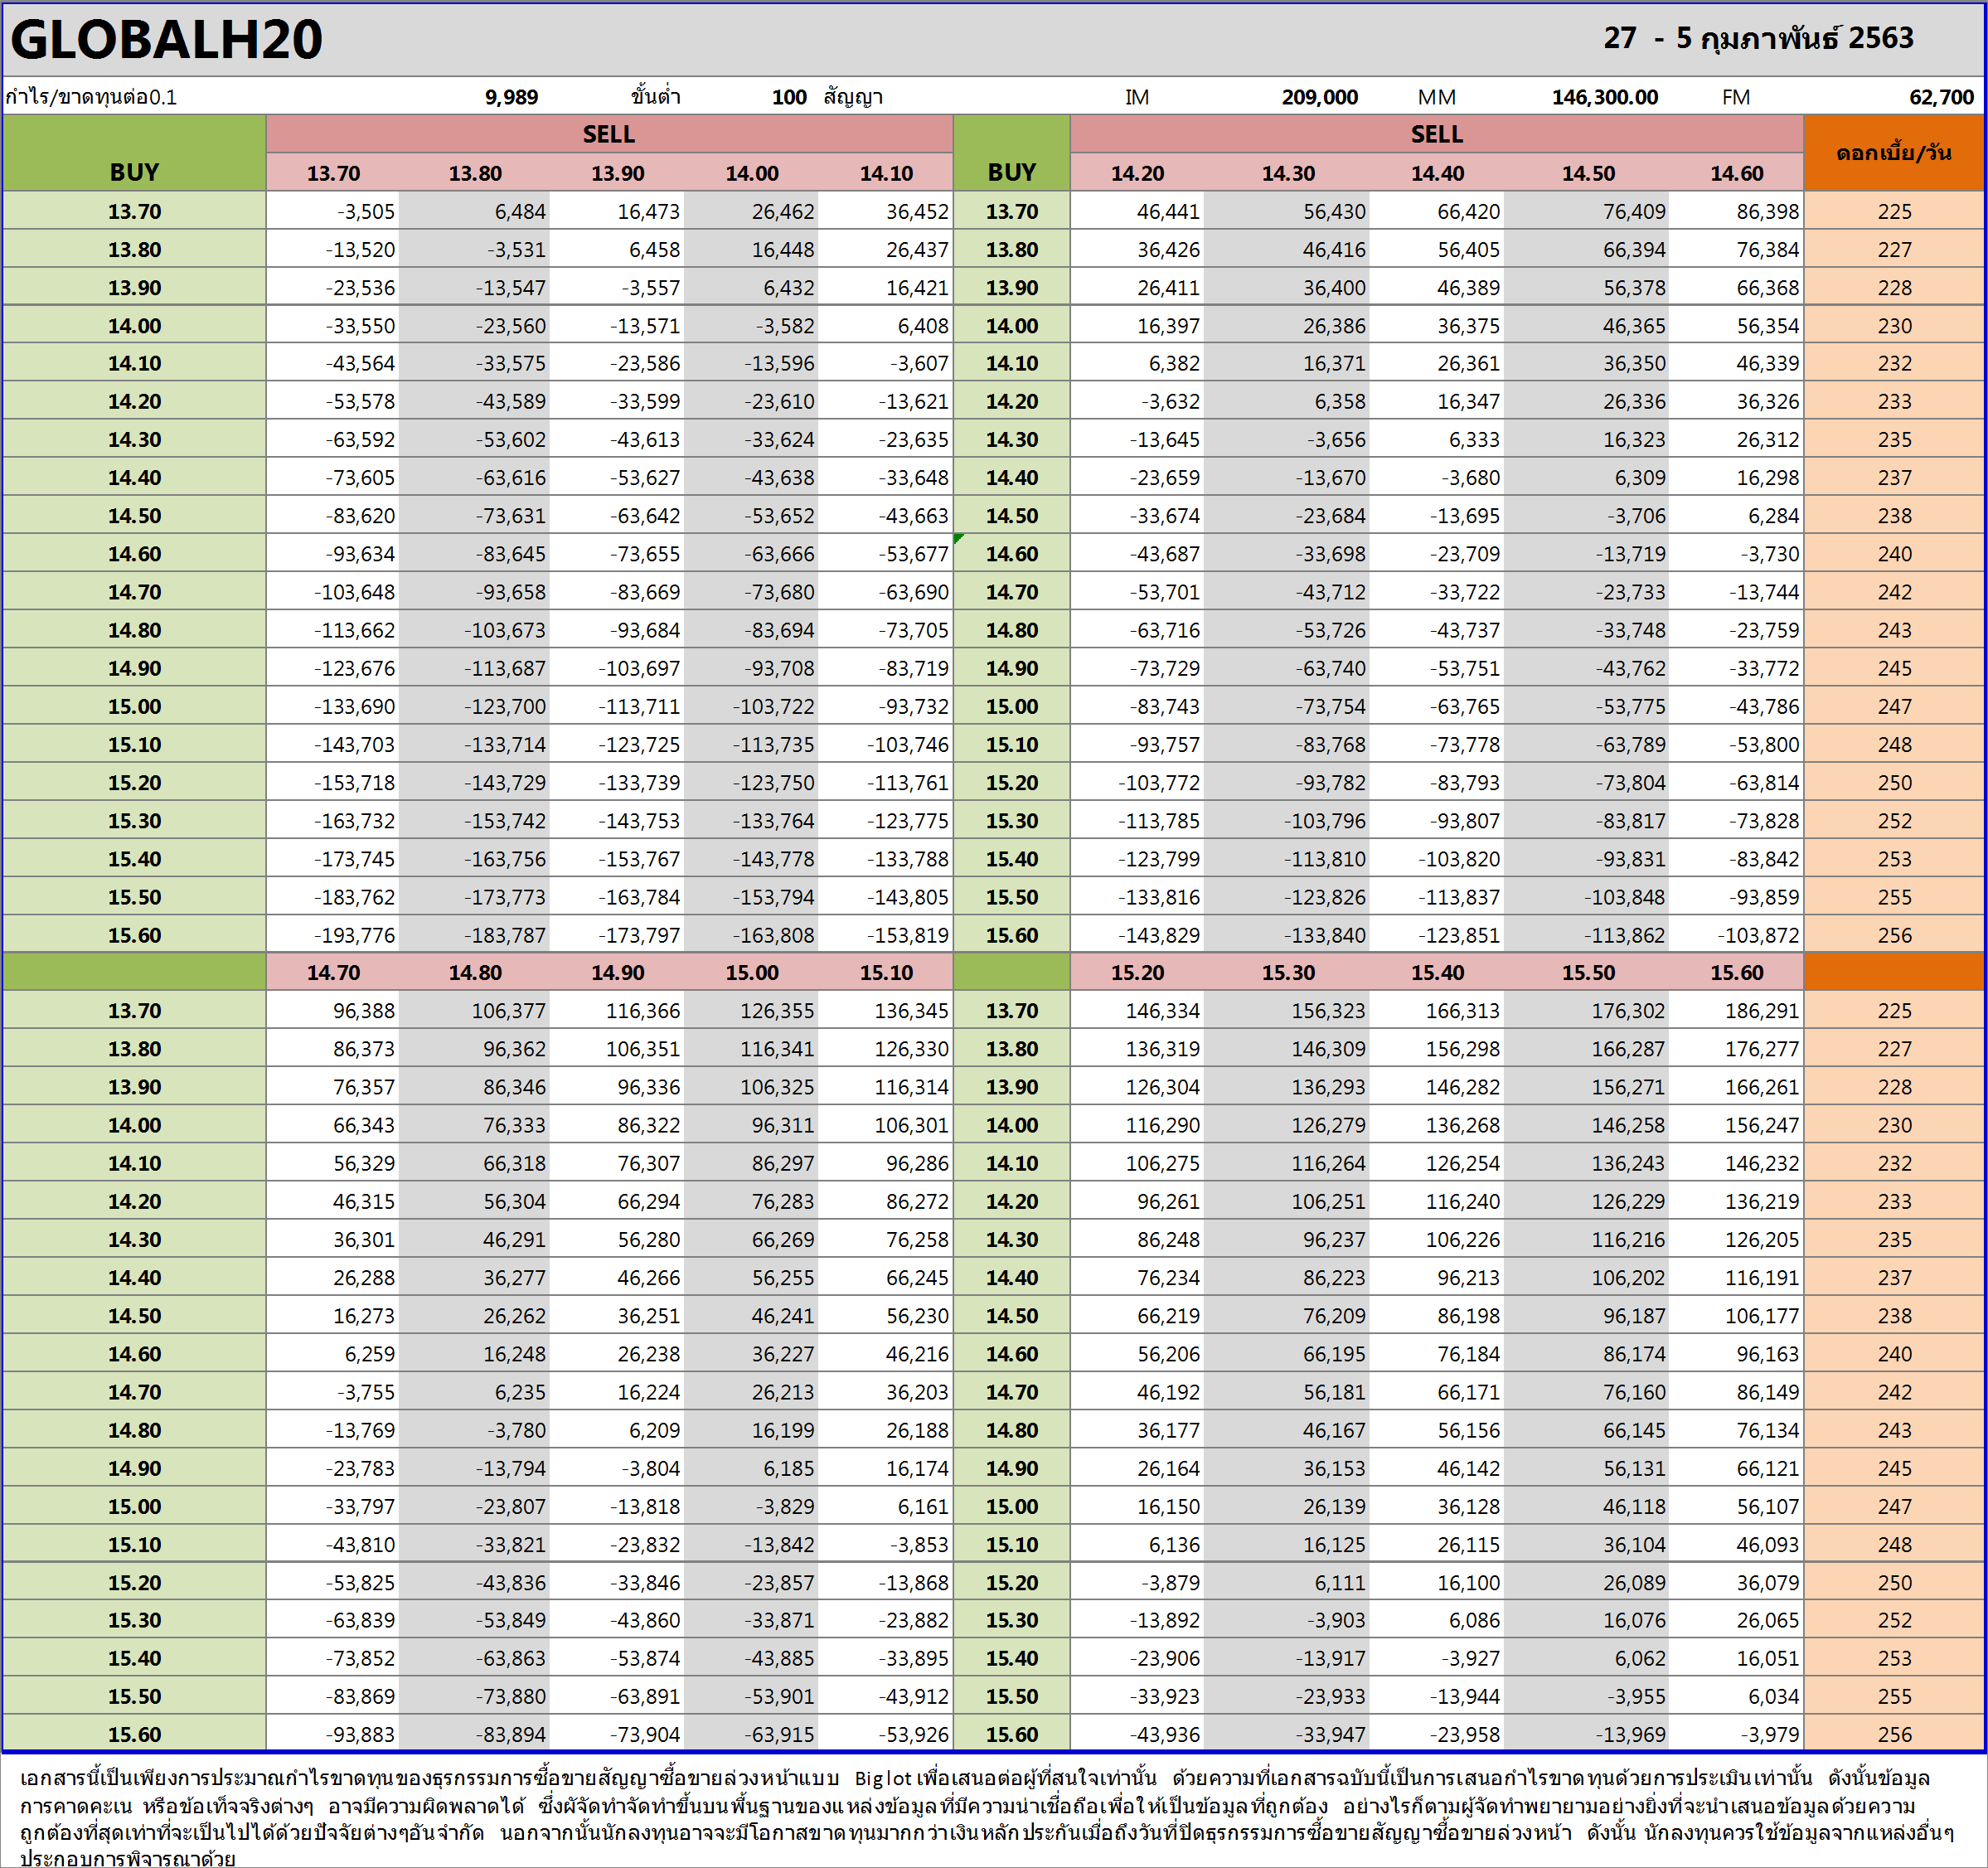 GLOBALH20 27 - 5 กุมภาพันธ์ 2563
กำไร/ขาดทุนต่อ0.1 9,989 ขั้นต่ำ 100 สัญญา IM 209,000 MM 146,300.00 FM 62,700
BUY SELL BUY SELL ดอกเบี้ย/วัน
13.70 13.80 13.90 14.00 14.10 14.20 14.30 14.40 14.50 14.60
13.70 -3,505 6,484 16,473 26,462 36,452 13.70 46,441 56,430 66,420 76,409 86,398 225
13.80 -13,520 -3,531 6,458 16,448 26,437 13.80 36,426 46,416 56,405 66,394 76,384 227
13.90 -23,536 -13,547 -3,557 6,432 16,421 13.90 26,411 36,400 46,389 56,378 66,368 228
14.00 -33,550 -23,560 -13,571 -3,582 6,408 14.00 16,397 26,386 36,375 46,365 56,354 230
14.10 -43,564 -33,575 -23,586 -13,596 -3,607 14.10 6,382 16,371 26,361 36,350 46,339 232
14.20 -53,578 -43,589 -33,599 -23,610 -13,621 14.20 -3,632 6,358 16,347 26,336 36,326 233
14.30 -63,592 -53,602 -43,613 -33,624 -23,635 14.30 -13,645 -3,656 6,333 16,323 26,312 235
14.40 -73,605 -63,616 -53,627 -43,638 -33,648 14.40 -23,659 -13,670 -3,680 6,309 16,298 237
14.50 -83,620 -73,631 -63,642 -53,652 -43,663 14.50 -33,674 -23,684 -13,695 -3,706 6,284 238
14.60 -93,634 -83,645 -73,655 -63,666 -53,677 14.60 -43,687 -33,698 -23,709 -13,719 -3,730 240
14.70 -103,648 -93,658 -83,669 -73,680 -63,690 14.70 -53,701 -43,712 -33,722 -23,733 -13,744 242
14.80 -113,662 -103,673 -93,684 -83,694 -73,705 14.80 -63,716 -53,726 -43,737 -33,748 -23,759 243
14.90 -123,676 -113,687 -103,697 -93,708 -83,719 14.90 -73,729 -63,740 -53,751 -43,762 -33,772 245
15.00 -133,690 -123,700 -113,711 -103,722 -93,732 15.00 -83,743 -73,754 -63,765 -53,775 -43,786 247
15.10 -143,703 -133,714 -123,725 -113,735 -103,746 15.10 -93,757 -83,768 -73,778 -63,789 -53,800 248
15.20 -153,718 -143,729 -133,739 -123,750 -113,761 15.20 -103,772 -93,782 -83,793 -73,804 -63,814 250
15.30 -163,732 -153,742 -143,753 -133,764 -123,775 15.30 -113,785 -103,796 -93,807 -83,817 -73,828 252
15.40 -173,745 -163,756 -153,767 -143,778 -133,788 15.40 -123,799 -113,810 -103,820 -93,831 -83,842 253
15.50 -183,762 -173,773 -163,784 -153,794 -143,805 15.50 -133,816 -123,826 -113,837 -103,848 -93,859 255
15.60 -193,776 -183,787 -173,797 -163,808 -153,819 15.60 -143,829 -133,840 -123,851 -113,862 -103,872 256
14.70 14.80 14.90 15.00 15.10 15.20 15.30 15.40 15.50 15.60
13.70 96,388 106,377 116,366 126,355 136,345 13.70 146,334 156,323 166,313 176,302 186,291 225
13.80 86,373 96,362 106,351 116,341 126,330 13.80 136,319 146,309 156,298 166,287 176,277 227
13.90 76,357 86,346 96,336 106,325 116,314 13.90 126,304 136,293 146,282 156,271 166,261 228
14.00 66,343 76,333 86,322 96,311 106,301 14.00 116,290 126,279 136,268 146,258 156,247 230
14.10 56,329 66,318 76,307 86,297 96,286 14.10 106,275 116,264 126,254 136,243 146,232 232
14.20 46,315 56,304 66,294 76,283 86,272 14.20 96,261 106,251 116,240 126,229 136,219 233
14.30 36,301 46,291 56,280 66,269 76,258 14.30 86,248 96,237 106,226 116,216 126,205 235
14.40 26,288 36,277 46,266 56,255 66,245 14.40 76,234 86,223 96,213 106,202 116,191 237
14.50 16,273 26,262 36,251 46,241 56,230 14.50 66,219 76,209 86,198 96,187 106,177 238
14.60 6,259 16,248 26,238 36,227 46,216 14.60 56,206 66,195 76,184 86,174 96,163 240
14.70 -3,755 6,235 16,224 26,213 36,203 14.70 46,192 56,181 66,171 76,160 86,149 242
14.80 -13,769 -3,780 6,209 16,199 26,188 14.80 36,177 46,167 56,156 66,145 76,134 243
14.90 -23,783 -13,794 -3,804 6,185 16,174 14.90 26,164 36,153 46,142 56,131 66,121 245
15.00 -33,797 -23,807 -13,818 -3,829 6,161 15.00 16,150 26,139 36,128 46,118 56,107 247
15.10 -43,810 -33,821 -23,832 -13,842 -3,853 15.10 6,136 16,125 26,115 36,104 46,093 248
15.20 -53,825 -43,836 -33,846 -23,857 -13,868 15.20 -3,879 6,111 16,100 26,089 36,079 250
15.30 -63,839 -53,849 -43,860 -33,871 -23,882 15.30 -13,892 -3,903 6,086 16,076 26,065 252
15.40 -73,852 -63,863 -53,874 -43,885 -33,895 15.40 -23,906 -13,917 -3,927 6,062 16,051 253
15.50 -83,869 -73,880 -63,891 -53,901 -43,912 15.50 -33,923 -23,933 -13,944 -3,955 6,034 255
15.60 -93,883 -83,894 -73,904 -63,915 -53,926 15.60 -43,936 -33,947 -23,958 -13,969 -3,979 256
เอกสารนี้เป็นเพียงการประมาณกำไรขาดทุนของธุรกรรมการซื้อขายสัญญาซื้อขายล่วงหน้าแบบ Big lot เพื่อเสนอต่อผู้ที่สนใจเท่านั้น ด้วยความที่เอกสารฉบับนี้เป็นการเสนอกำไรขาดทุนด้วยการประเมินเท่านั้น ดังนั้นข้อมูล
การคาดคะเน หรือข้อเท็จจริงต่างๆ อาจมีความผิดพลาดได้ ซึ่งผัจัดทำจัดทำขึ้นบนพื้นฐานของแหล่งข้อมูลที่มีความน่าเชื่อถือเพื่อให้เป็นข้อมูลที่ถูกต้อง อย่างไรก็ตามผู้จัดทำพยายามอย่างยิ่งที่จะนำเสนอข้อมูลด้วยความ
ถูกต้องที่สุดเท่าที่จะเป็นไปได้ด้วยปัจจัยต่างๆอันจำกัด นอกจากนั้นนักลงทุนอาจจะมีโอกาสขาดทุนมากกว่าเงินหลักประกันเมื่อถึงวันที่ปิดธุรกรรมการซื้อขายสัญญาซื้อขายล่วงหน้า ดังนั้น นักลงทุนควรใช้ข้อมูลจากแหล่งอื่นๆ
ประกอบการพิจารณาด้วย